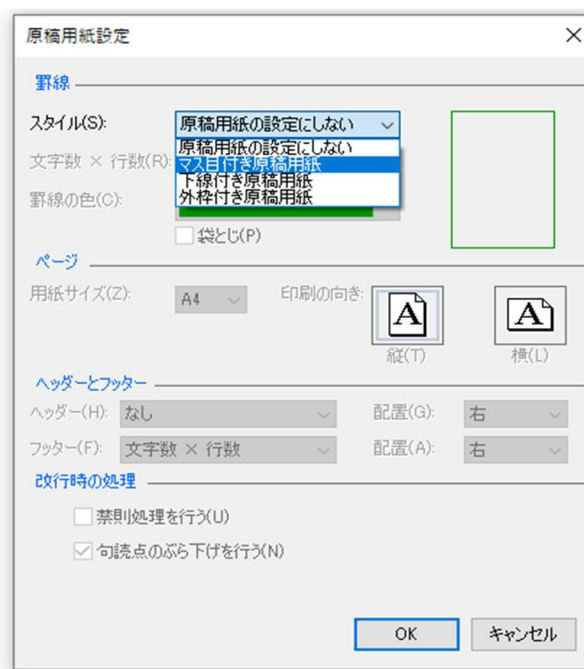 原稿用紙設定
罫線
スタイル(S): 原稿用紙の設定にしない
原稿用紙の設定にしない
文字数 × 行数(R): マス目付き原稿用紙
下線付き原稿用紙
罫線の色(C): 外枠付き原稿用紙
袋とじ(P)
ページ
用紙サイズ(Z): A4 印刷の向き: A A
縦(T) 横(L)
ヘッダーとフッター
ヘッダー(H): なし 配置(G): 右
フッター(F): 文字数 × 行数 配置(A): 右
改行時の処理
禁則処理を行う(U)
句読点のぶら下げを行う(N)
OK キャンセル